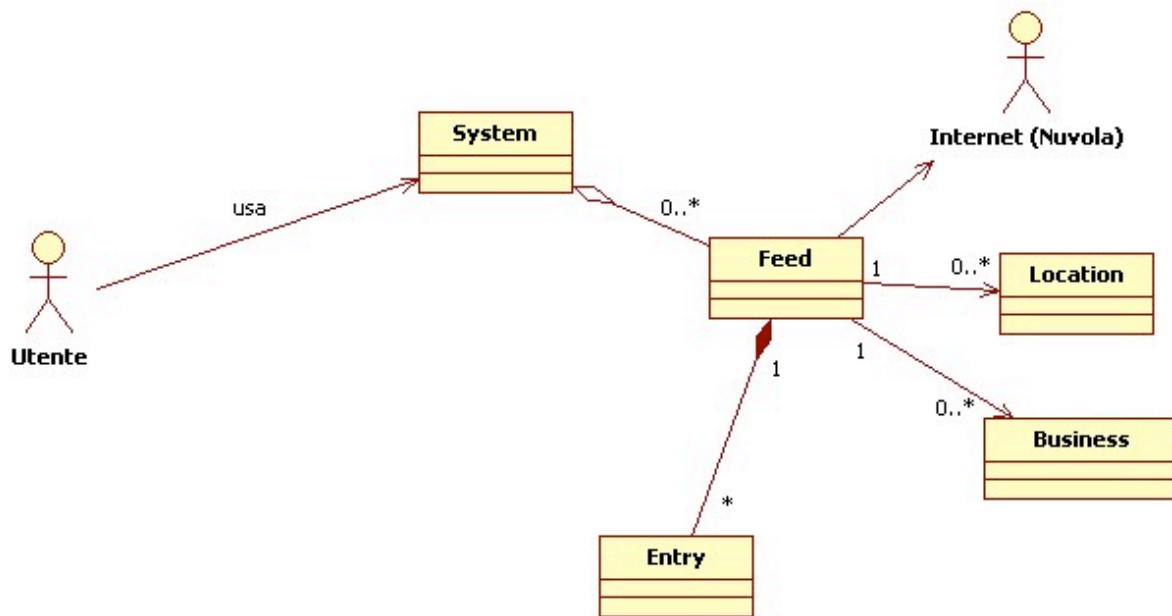 Internet (Nuvola)
System
usa
0..*
Feed
1
0..*
Location
Utente
1
1
0..*
Business
*
Entry